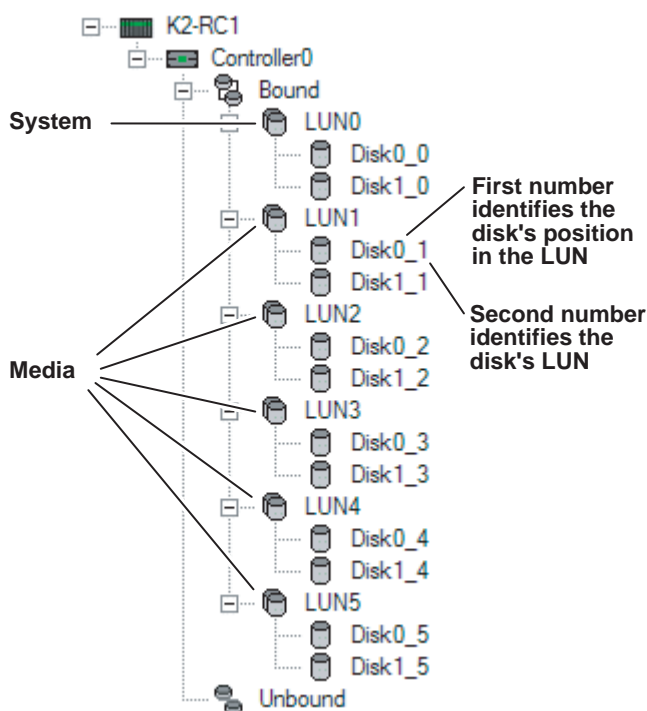 K2-RC1
Controller0
Bound
System
LUN0
Disk0_0
Disk1_0
First number
identifies the
disk's position
in the LUN
LUN1
Disk0_1
Disk1_1
Second number
identifies the
disk's LUN
LUN2
Disk0_2
Disk1_2
Media
LUN3
Disk0_3
Disk1_3
LUN4
Disk0_4
Disk1_4
LUN5
Disk0_5
Disk1_5
Unbound